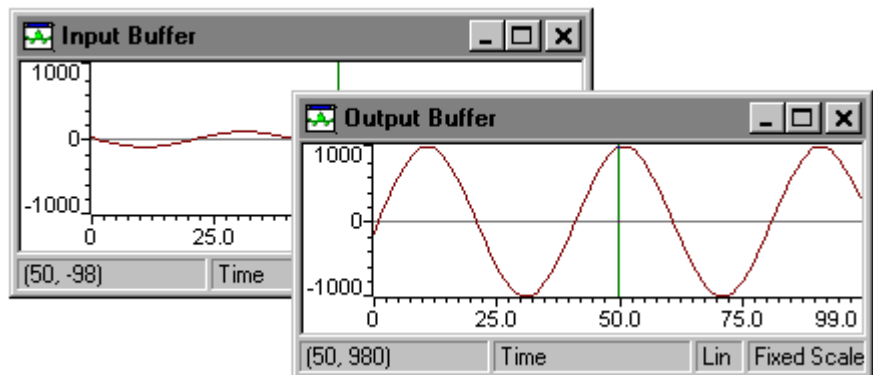 Input Buffer
1000
0
-1000
0 25.0
(50, -98) Time
Output Buffer
1000
0
-1000
0 25.0 50.0 75.0 99.0
(50, 980) Time Lin Fixed Scale